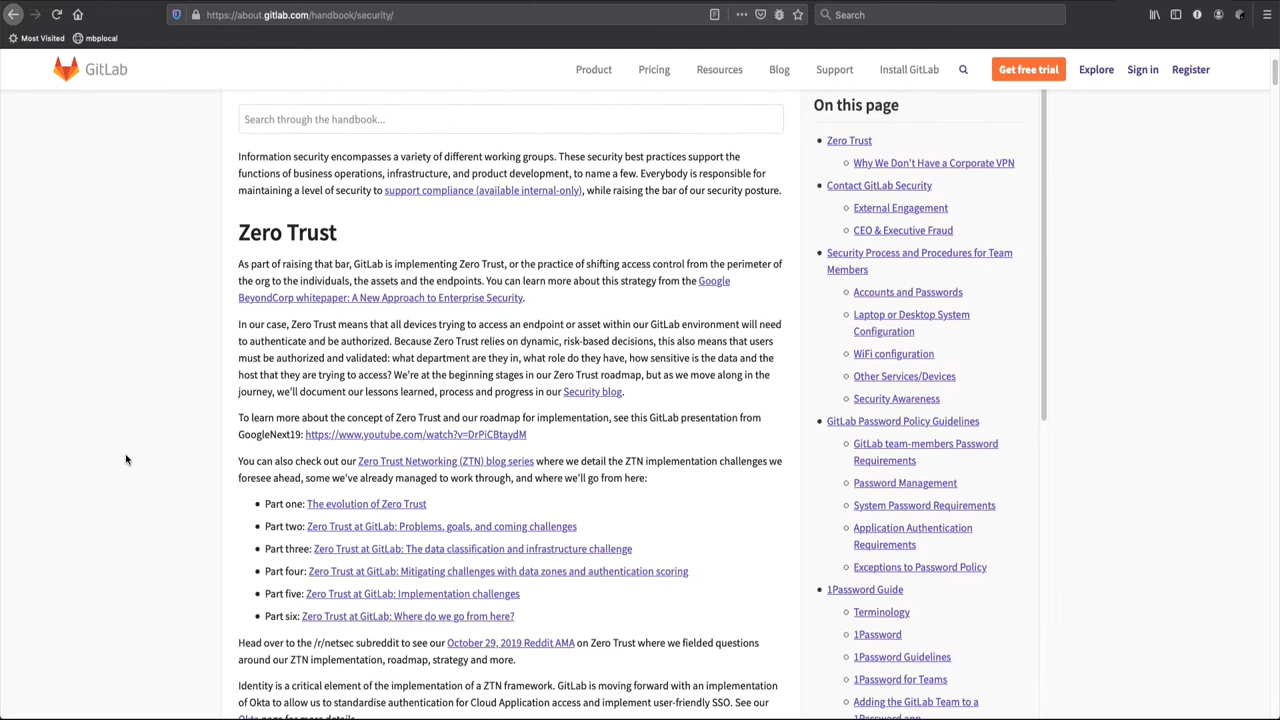 https://about.gitlab.com/handbook/security/
Search
Most Visited
mbplocal
GitLab
Product
Pricing
Resources
Blog
Support
Install GitLab
Get free trial
Explore
Sign in
Register
Search through the handbook...
Information security encompasses a variety of different working groups. These security best practices support the
functions of business operations, infrastructure, and product development, to name a few. Everybody is responsible for
maintaining a level of security to support compliance (available internal-only), while raising the bar of our security posture.
Zero Trust
As part of raising that bar, GitLab is implementing Zero Trust, or the practice of shifting access control from the perimeter of
the org to the individuals, the assets and the endpoints. You can learn more about this strategy from the Google
BeyondCorp whitepaper: A New Approach to Enterprise Security.
In our case, Zero Trust means that all devices trying to access an endpoint or asset within our GitLab environment will need
to authenticate and be authorized. Because Zero Trust relies on dynamic, risk-based decisions, this also means that users
must be authorized and validated: what department are they in, what role do they have, how sensitive is the data and the
host that they are trying to access? We're at the beginning stages in our Zero Trust roadmap, but as we move along in the
journey, we'll document our lessons learned, process and progress in our Security blog.
To learn more about the concept of Zero Trust and our roadmap for implementation, see this GitLab presentation from
GoogleNext19: https://www.youtube.com/watch?v=DrPiCBtaydM
You can also check out our Zero Trust Networking (ZTN) blog series where we detail the ZTN implementation challenges we
foresee ahead, some we've already managed to work through, and where we'll go from here:
Part one: The evolution of Zero Trust
Part two: Zero Trust at GitLab: Problems, goals, and coming challenges
Part three: Zero Trust at GitLab: The data classification and infrastructure challenge
Part four: Zero Trust at GitLab: Mitigating challenges with data zones and authentication scoring
Part five: Zero Trust at GitLab: Implementation challenges
Part six: Zero Trust at GitLab: Where do we go from here?
Head over to the /r/netsec subreddit to see our October 29, 2019 Reddit AMA on Zero Trust where we fielded questions
around our ZTN implementation, roadmap, strategy and more.
Identity is a critical element of the implementation of a ZTN framework. GitLab is moving forward with an implementation
of Okta to allow us to standardise authentication for Cloud Application access and implement user-friendly SSO. See our
Okta page for more details.
On this page
Zero Trust
Why We Don't Have a Corporate VPN
Contact GitLab Security
External Engagement
CEO & Executive Fraud
Security Process and Procedures for Team
Members
Accounts and Passwords
Laptop or Desktop System
Configuration
WiFi configuration
Other Services/Devices
Security Awareness
GitLab Password Policy Guidelines
GitLab team-members Password
Requirements
Password Management
System Password Requirements
Application Authentication
Requirements
Exceptions to Password Policy
1Password Guide
Terminology
1Password
1Password Guidelines
1Password for Teams
Adding the GitLab Team to a
1Password app